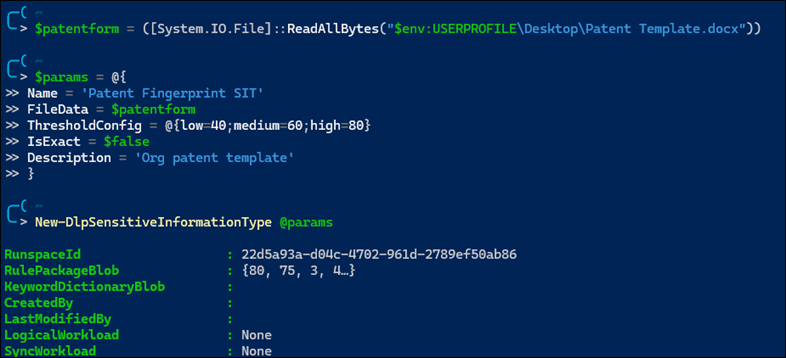 ~
> $patentform = ([System.IO.File]::ReadAllBytes("$env:USERPROFILE\Desktop\Patent Template.docx"))
~
> $params = @{
>> Name = 'Patent Fingerprint SIT'
>> FileData = $patentform
>> ThresholdConfig = @{low=40;medium=60;high=80}
>> IsExact = $false
>> Description = 'Org patent template'
>> }
~
> New-DlpSensitiveInformationType @params
RunspaceId : 22d5a93a-d04c-4702-961d-2789ef50ab86
RulePackageBlob : {80, 75, 3, 4…}
KeywordDictionaryBlob :
CreatedBy :
LastModifiedBy :
LogicalWorkload : None
SyncWorkload : None